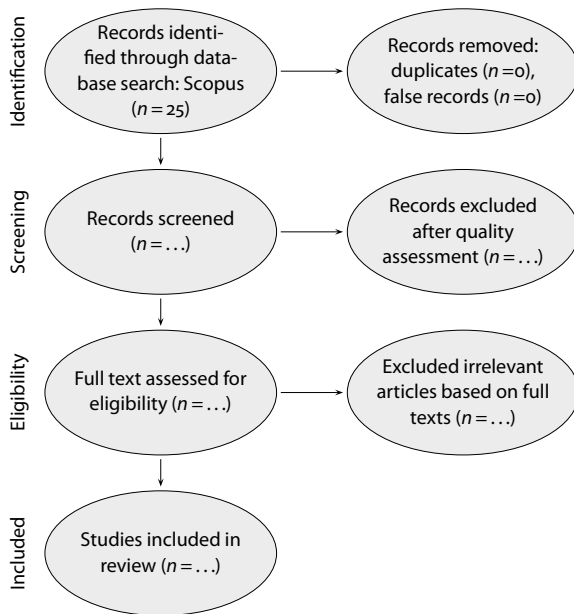 Identification
Records identi-
fied through data-
base search: Scopus
(n = 25)
Records removed:
duplicates (n =0),
false records (n =0)
Screening
Records screened
(n = . . .)
Records excluded
after quality
assessment (n = . . .)
Eligibility
Full text assessed for
eligibility (n = . . .)
Excluded irrelevant
articles based on full
texts (n = . . .)
Included
Studies included in
review (n = . . .)